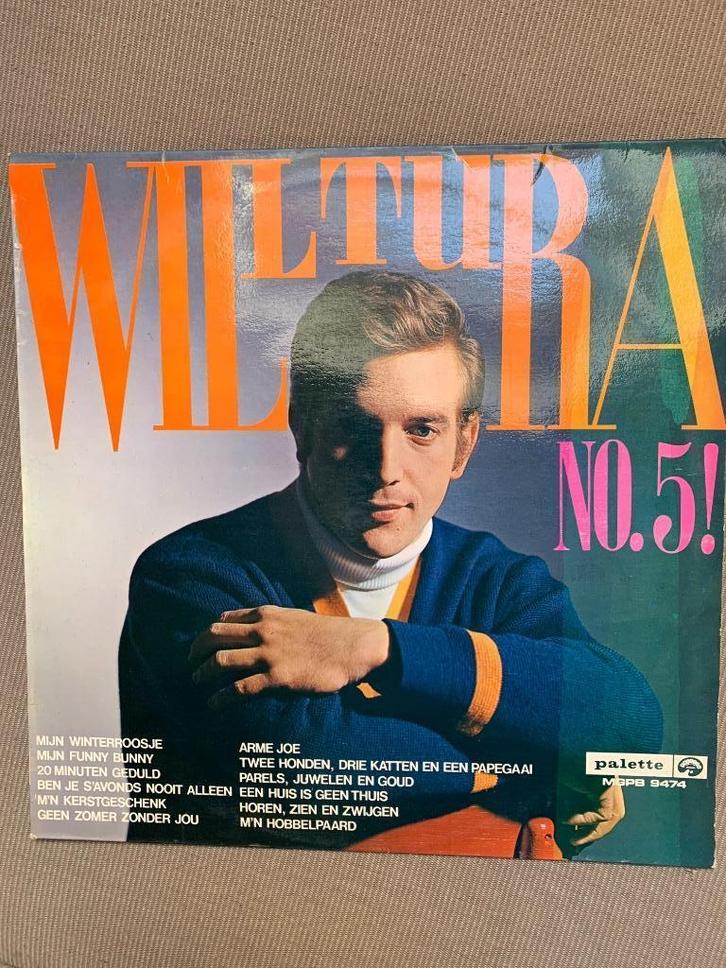 WIL TURA
NO. 5!
MIJN WINTERROOSJE
MIJN FUNNY BUNNY
20 MINUTEN GEDULD
BEN JE S'AVONDS NOOIT ALLEEN
'M'N KERSTGESCHENK
GEEN ZOMER ZONDER JOU
ARME JOE
TWEE HONDEN, DRIE KATTEN EN EEN PAPEGAAI
PARELS, JUWELEN EN GOUD
EEN HUIS IS GEEN THUIS
HOREN, ZIEN EN ZWIJGEN
M'N HOBBELPAARD
palette
MGPB 9474